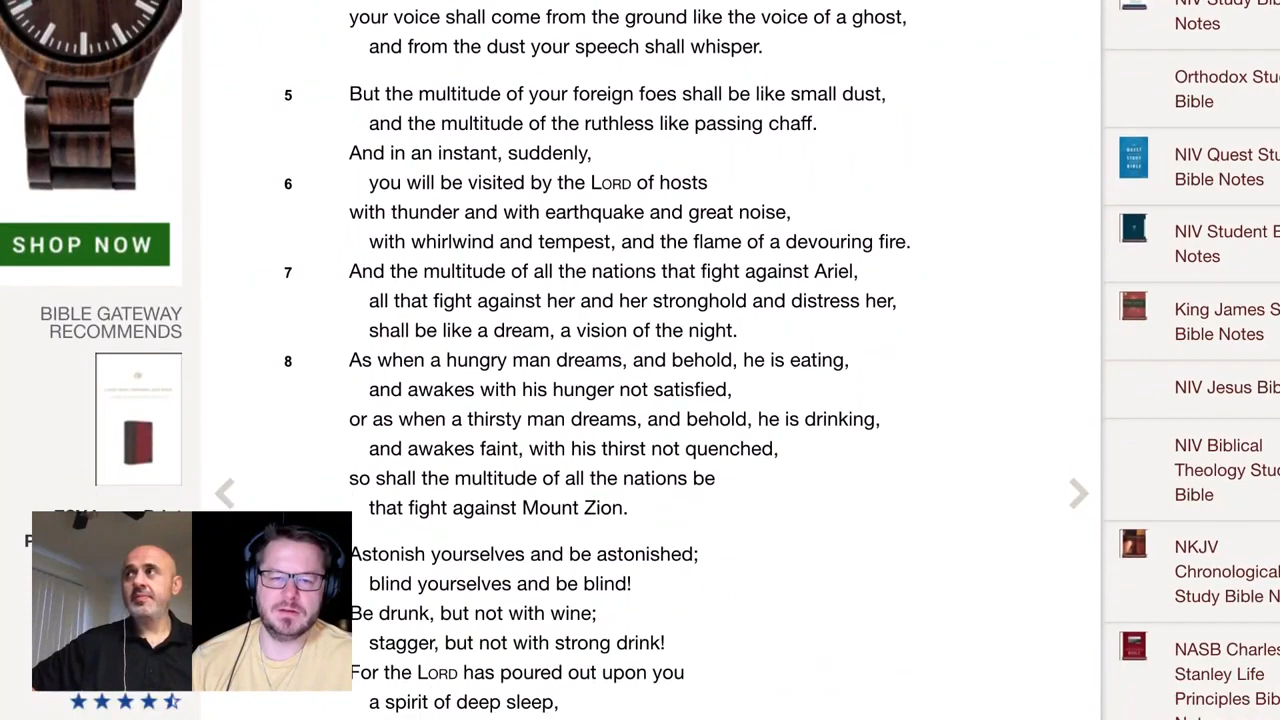 your voice shall come from the ground like the voice of a ghost,
and from the dust your speech shall whisper.
5 But the multitude of your foreign foes shall be like small dust,
and the multitude of the ruthless like passing chaff.
And in an instant, suddenly,
6 you will be visited by the LORD of hosts
with thunder and with earthquake and great noise,
with whirlwind and tempest, and the flame of a devouring fire.
7 And the multitude of all the nations that fight against Ariel,
all that fight against her and her stronghold and distress her,
shall be like a dream, a vision of the night.
8 As when a hungry man dreams, and behold, he is eating,
and awakes with his hunger not satisfied,
or as when a thirsty man dreams, and behold, he is drinking,
and awakes faint, with his thirst not quenched,
so shall the multitude of all the nations be
that fight against Mount Zion.
Astonish yourselves and be astonished;
blind yourselves and be blind!
Be drunk, but not with wine;
stagger, but not with strong drink!
For the LORD has poured out upon you
a spirit of deep sleep,
SHOP NOW
BIBLE GATEWAY
RECOMMENDS
NIV Study Bib
Notes
Orthodox Stu
Bible
NIV Quest Stu
Bible Notes
NIV Student B
Notes
King James S
Bible Notes
NIV Jesus Bib
NIV Biblical
Theology Stud
Bible
NKJV
Chronological
Study Bible N
NASB Charles
Stanley Life
Principles Bib